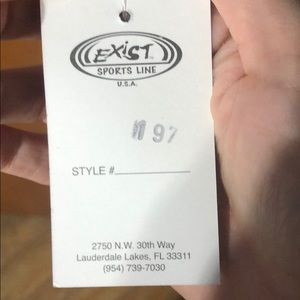 EXIST
SPORTS LINE
U.S.A.
97
STYLE #
2750 N.W. 30th Way
Lauderdale Lakes, FL 33311
(954) 739-7030